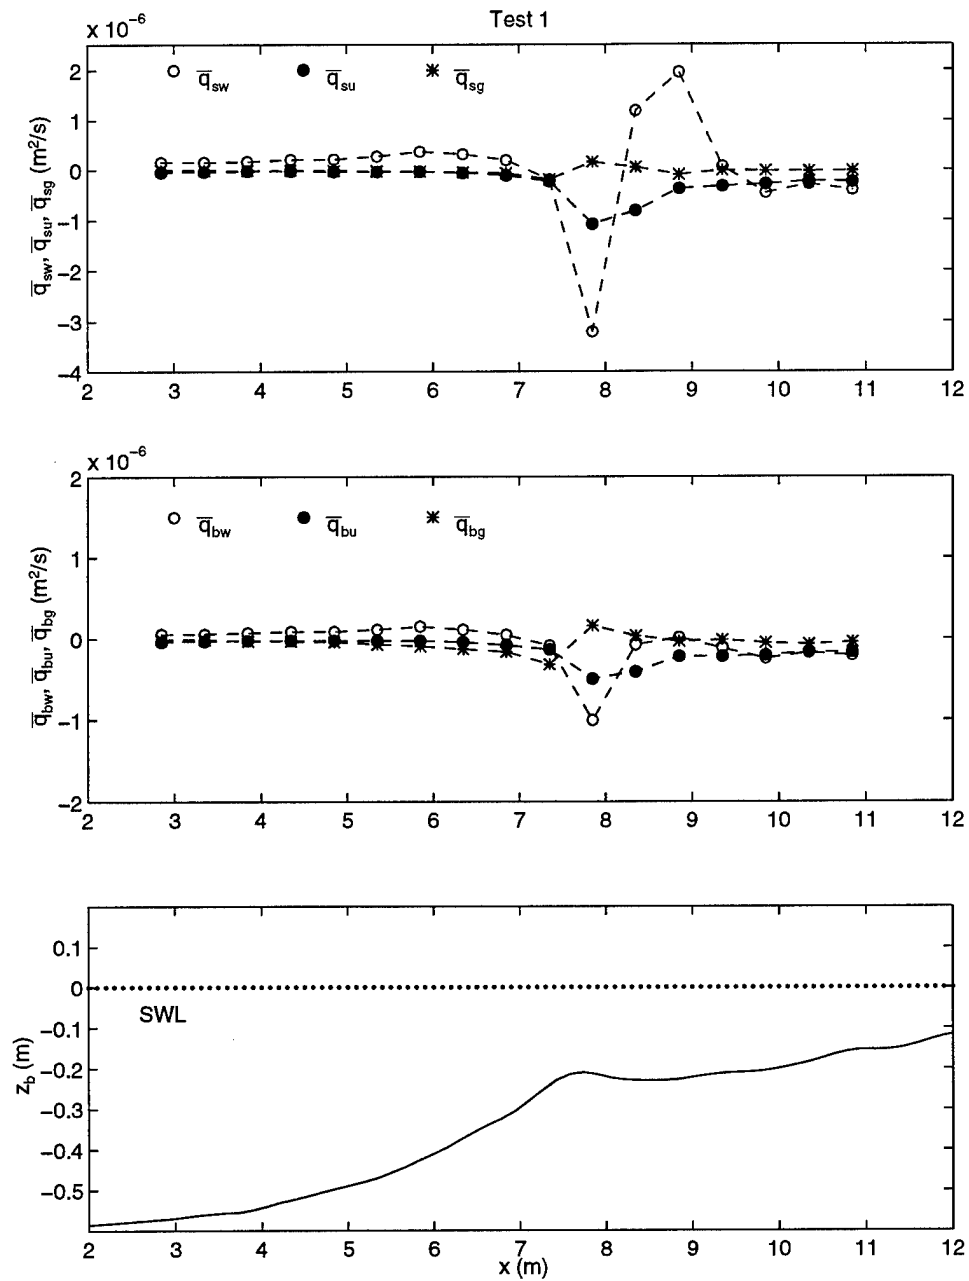 Test 1
x 10⁻⁶
q̅sw q̅su q̅sg
2
1
0
−1
−2
−3
−4
q̅sw, q̅su, q̅sg (m²/s)
2 3 4 5 6 7 8 9 10 11 12
x 10⁻⁶
q̅bw q̅bu q̅bg
2
1
0
−1
−2
q̅bw, q̅bu, q̅bg (m²/s)
2 3 4 5 6 7 8 9 10 11 12
0.1
0
SWL
−0.1
−0.2
−0.3
−0.4
−0.5
zb (m)
2 3 4 5 6 7 8 9 10 11 12
x (m)